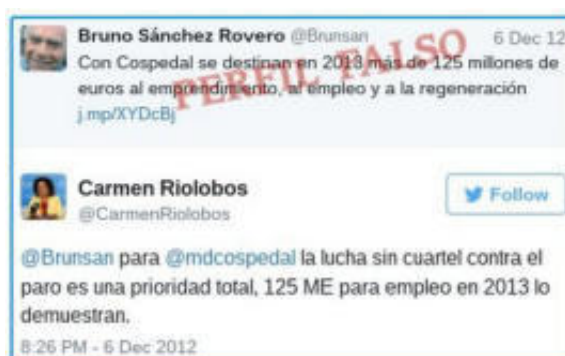 Bruno Sánchez Rovero @Brunsan 6 Dec 12
Con Cospedal se destinan en 2013 más de 125 millones de
euros al emprendimiento, al empleo y a la regeneración
j.mp/XYDcBj
PERFIL FALSO
Carmen Riolobos
@CarmenRiolobos
Follow
@Brunsan para @mdcospedal la lucha sin cuartel contra el
paro es una prioridad total, 125 ME para empleo en 2013 lo
demuestran.
8:26 PM - 6 Dec 2012